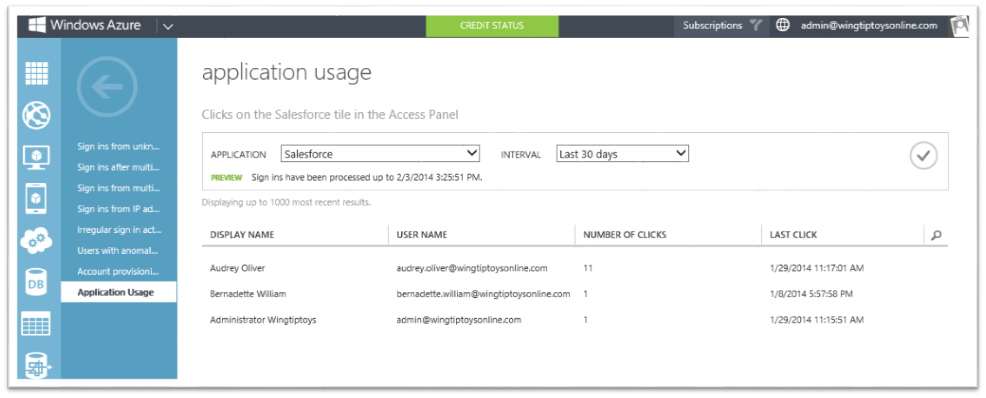 Windows Azure CREDIT STATUS Subscriptions admin@wingtiptoysonline.com
application usage
Clicks on the Salesforce tile in the Access Panel
APPLICATION Salesforce INTERVAL Last 30 days
PREVIEW Sign ins have been processed up to 2/3/2014 3:25:51 PM.
Displaying up to 1000 most recent results.
Sign ins from unkn...
Sign ins after multi...
Sign ins from multi...
Sign ins from IP ad...
Irregular sign in act...
Users with anomal...
Account provisioni...
Application Usage
DB
DISPLAY NAME USER NAME NUMBER OF CLICKS LAST CLICK
Audrey Oliver audrey.oliver@wingtiptoysonline.com 11 1/29/2014 11:17:01 AM
Bernadette William bernadette.william@wingtiptoysonline.com 1 1/8/2014 5:57:58 PM
Administrator Wingtiptoys admin@wingtiptoysonline.com 1 1/29/2014 11:15:51 AM